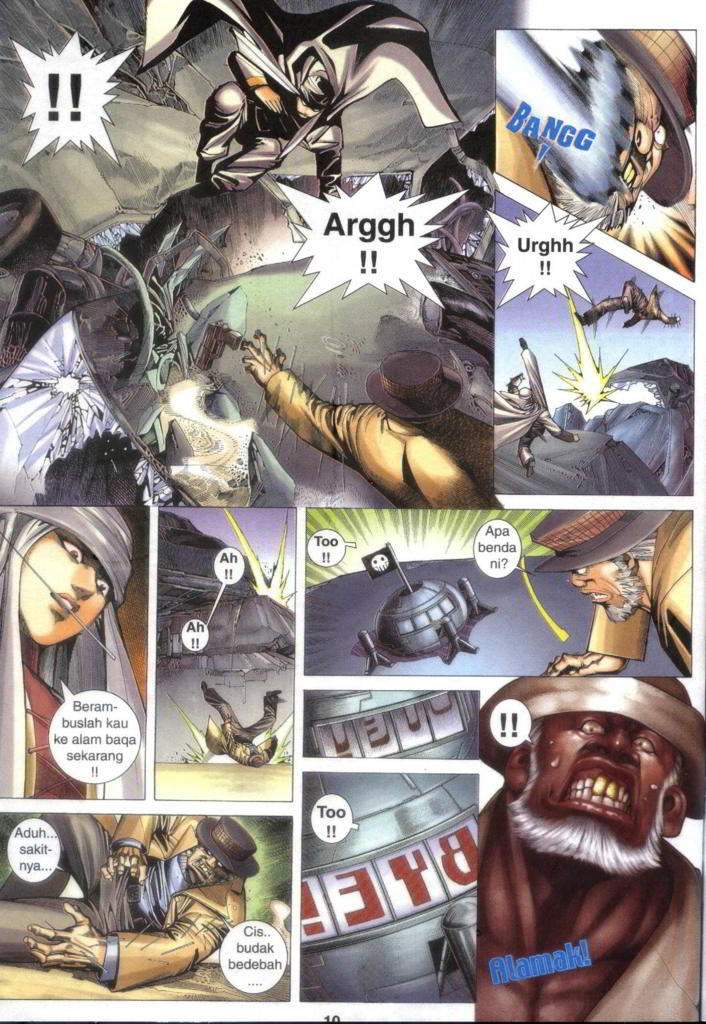 !!
Arggh
!!
BANGG
!
Urghh
!!
Beram-
buslah kau
ke alam baqa
sekarang
!!
Ah
!!
Ah
!!
Too
!!
Apa
benda
ni?
Too
!!
!!
Aduh...
sakit-
nya...
Cis..
budak
bedebah
....
Alamak!
10